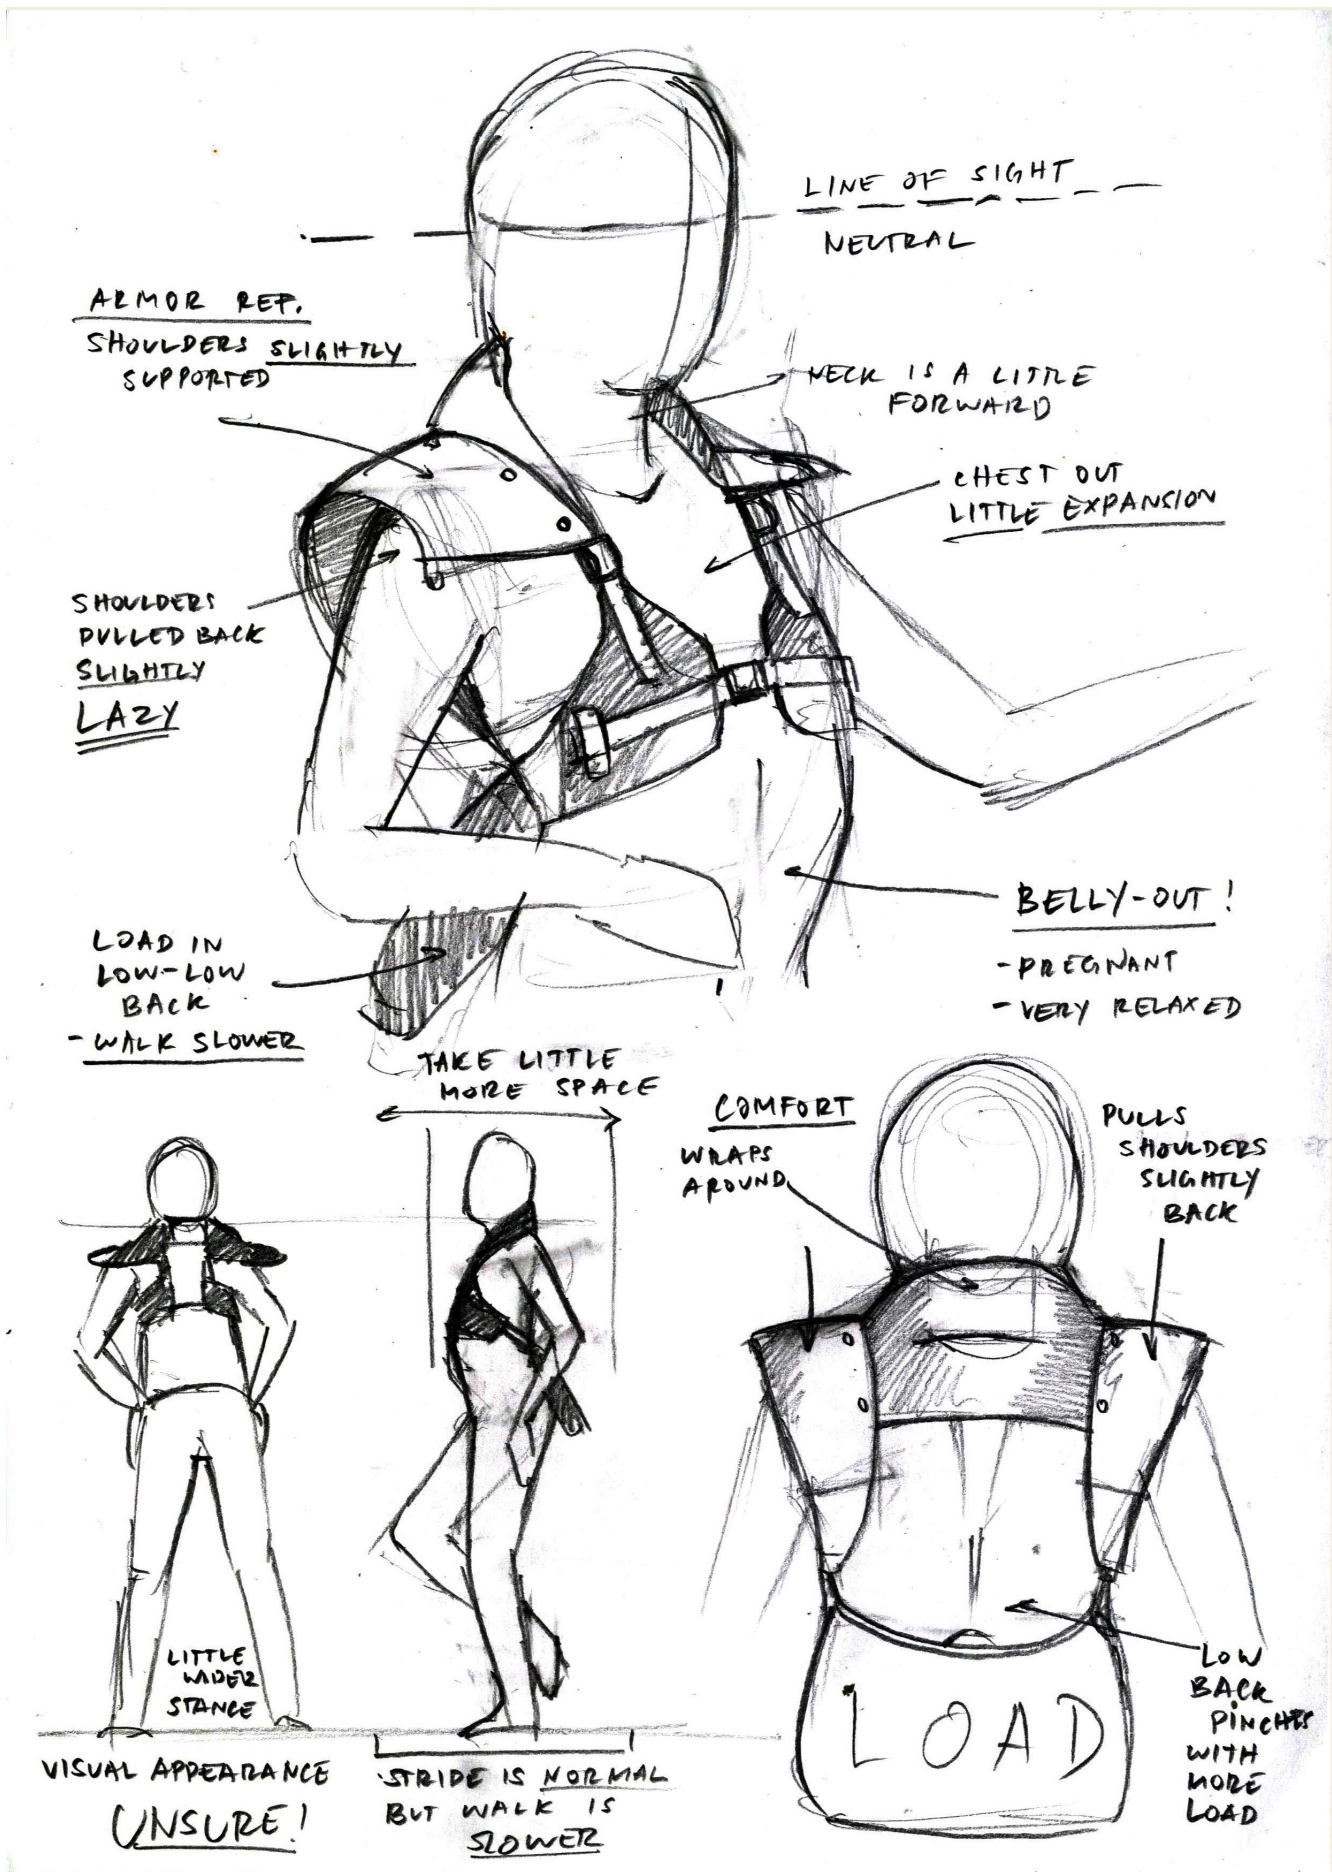 LINE OF SIGHT
NEUTRAL
ARMOR REF.
SHOULDERS SLIGHTLY
SUPPORTED
NECK IS A LITTLE
FORWARD
CHEST OUT
LITTLE EXPANSION
SHOULDERS
PULLED BACK
SLIGHTLY
LAZY
BELLY-OUT!
- PREGNANT
- VERY RELAXED
LOAD IN
LOW-LOW
BACK
- WALK SLOWER
TAKE LITTLE
MORE SPACE
COMFORT
WRAPS
AROUND
PULLS
SHOULDERS
SLIGHTLY
BACK
LITTLE
WIDER
STANCE
VISUAL APPEARANCE
UNSURE!
STRIDE IS NORMAL
BUT WALK IS
SLOWER
LOAD
LOW
BACK
PINCHES
WITH
MORE
LOAD